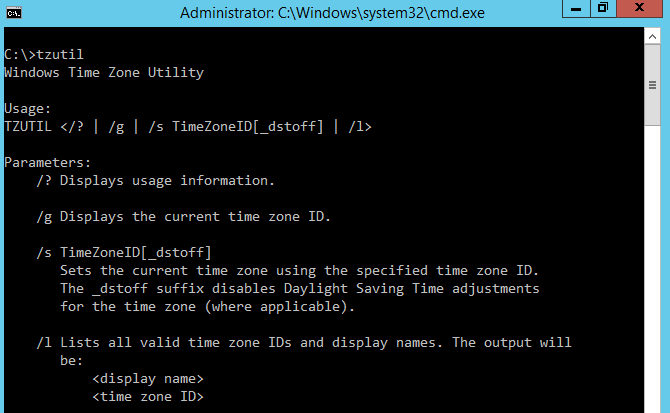 Administrator: C:\Windows\system32\cmd.exe
C:\>tzutil
Windows Time Zone Utility
Usage:
TZUTIL </? | /g | /s TimeZoneID[_dstoff] | /l>
Parameters:
/? Displays usage information.
/g Displays the current time zone ID.
/s TimeZoneID[_dstoff]
Sets the current time zone using the specified time zone ID.
The _dstoff suffix disables Daylight Saving Time adjustments
for the time zone (where applicable).
/l Lists all valid time zone IDs and display names. The output will
be:
<display name>
<time zone ID>